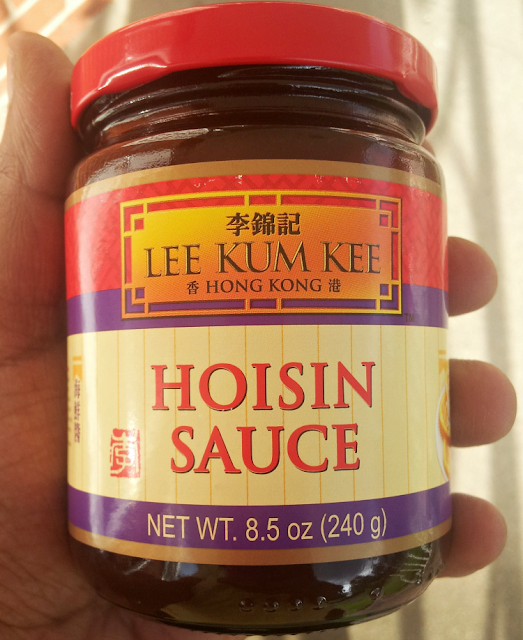 李錦記
LEE KUM KEE
香 HONG KONG 港
HOISIN
SAUCE
NET WT. 8.5 oz (240 g)